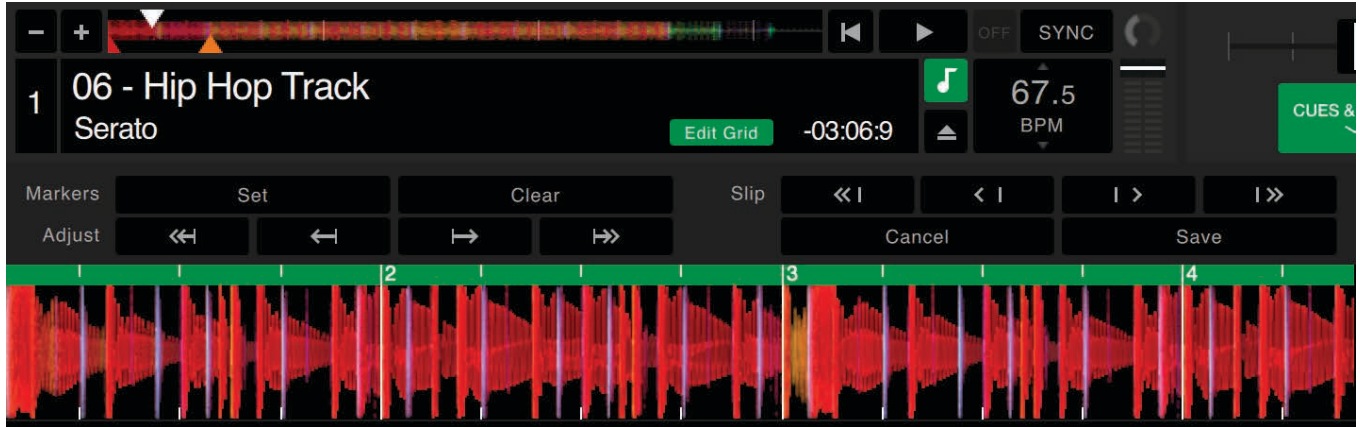 − +
OFF SYNC
1 06 - Hip Hop Track
67.5
BPM
CUES &
Serato
Edit Grid -03:06:9
Markers Set Clear Slip
Adjust Cancel Save
2 3 4